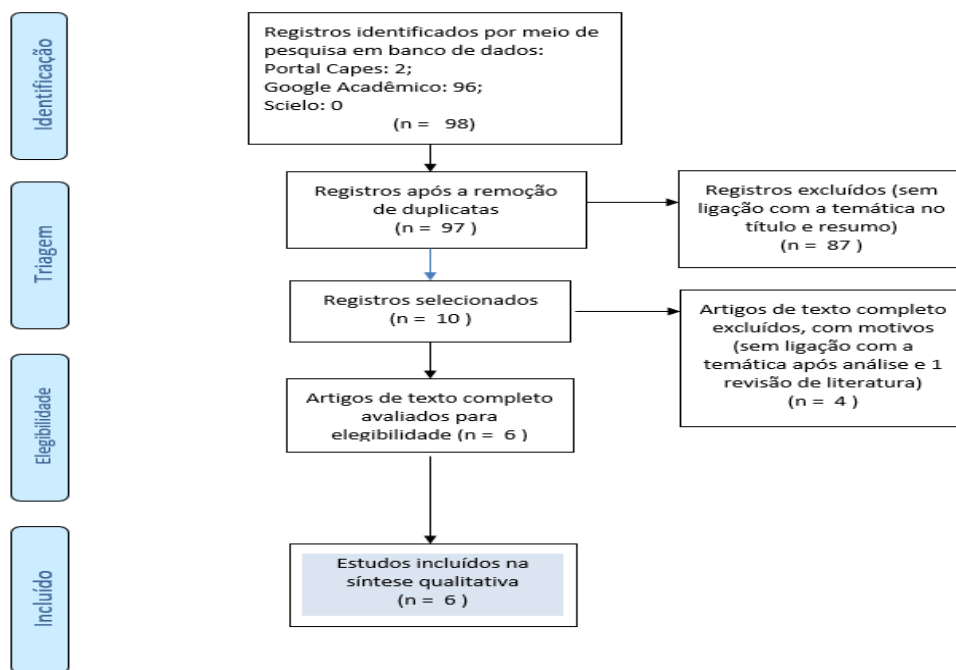 Identificação
Registros identificados por meio de
pesquisa em banco de dados:
Portal Capes: 2;
Google Acadêmico: 96;
Scielo: 0
(n = 98)
Triagem
Registros após a remoção
de duplicatas
(n = 97 )
Registros excluídos (sem
ligação com a temática no
título e resumo)
(n = 87)
Registros selecionados
(n = 10 )
Artigos de texto completo
excluídos, com motivos
(sem ligação com a
temática após análise e 1
revisão de literatura)
(n = 4 )
Elegibilidade
Artigos de texto completo
avaliados para
elegibilidade (n = 6 )
Incluído
Estudos incluídos na
síntese qualitativa
(n = 6 )